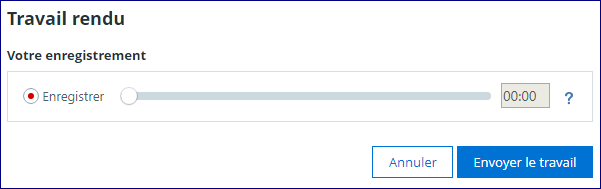 Travail rendu
Votre enregistrement
Enregistrer 00:00 ?
Annuler Envoyer le travail